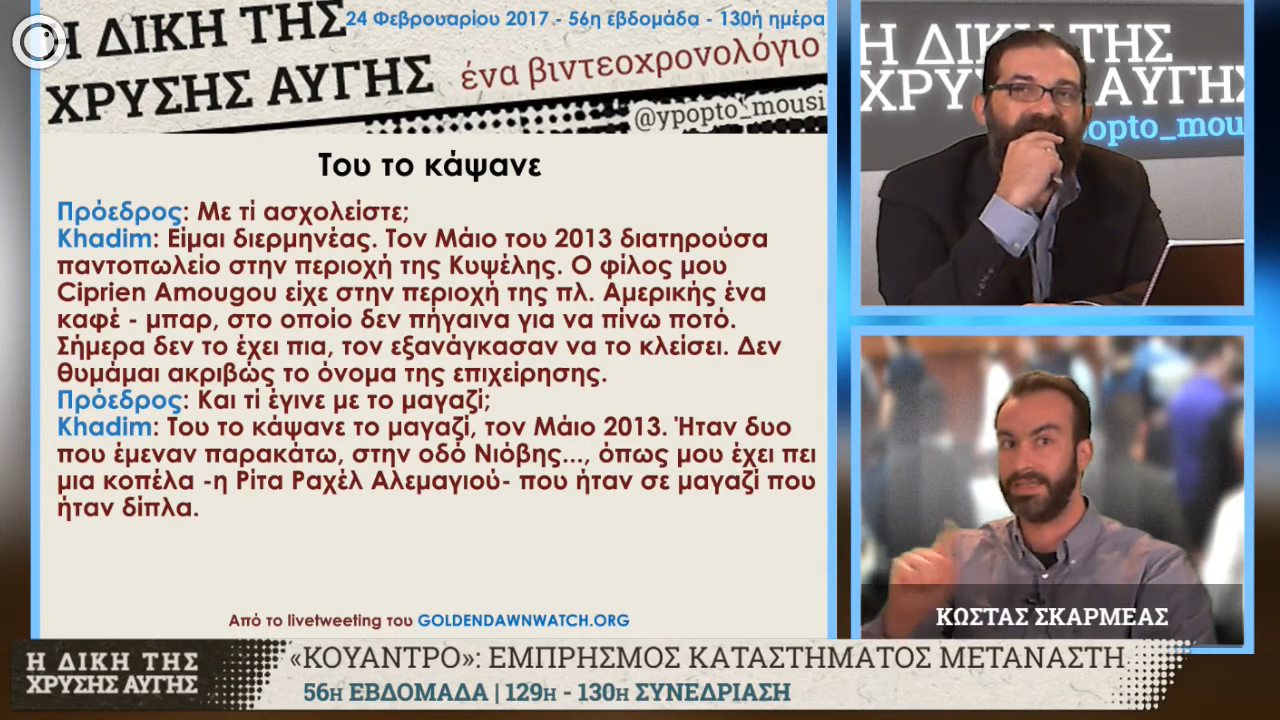 Η ΔΙΚΗ ΤΗΣ
ΧΡΥΣΗΣ ΑΥΓΗΣ
24 Φεβρουαρίου 2017 - 56η εβδομάδα - 130ή ημέρα
ένα βιντεοχρονολόγιο
@ypopto_mousi
Του το κάψανε
Πρόεδρος: Με τί ασχολείστε;
Khadim: Είμαι διερμηνέας. Τον Μάιο του 2013 διατηρούσα
παντοπωλείο στην περιοχή της Κυψέλης. Ο φίλος μου
Ciprien Amougou είχε στην περιοχή της πλ. Αμερικής ένα
καφέ - μπαρ, στο οποίο δεν πήγαινα για να πίνω ποτό.
Σήμερα δεν το έχει πια, τον εξανάγκασαν να το κλείσει. Δεν
θυμάμαι ακριβώς το όνομα της επιχείρησης.
Πρόεδρος: Και τί έγινε με το μαγαζί;
Khadim: Του το κάψανε το μαγαζί, τον Μάιο 2013. Ήταν δυο
που έμεναν παρακάτω, στην οδό Νιόβης..., όπως μου έχει πει
μια κοπέλα -η Ρίτα Ραχέλ Αλεμαγιού- που ήταν σε μαγαζί που
ήταν δίπλα.
Από το livetweeting του GOLDENDAWNWATCH.ORG
Η ΔΙΚΗ ΤΗΣ
ΧΡΥ ΑΥΓΗΣ
popto_mou
ΚΩΣΤΑΣ ΣΚΑΡΜΕΑΣ
Η ΔΙΚΗ ΤΗΣ
ΧΡΥΣΗΣ ΑΥΓΗΣ
«ΚΟΥΑΝΤΡΟ»: ΕΜΠΡΗΣΜΟΣ ΚΑΤΑΣΤΗΜΑΤΟΣ ΜΕΤΑΝΑΣΤΗ
56η ΕΒΔΟΜΑΔΑ | 129η - 130η ΣΥΝΕΔΡΙΑΣΗ